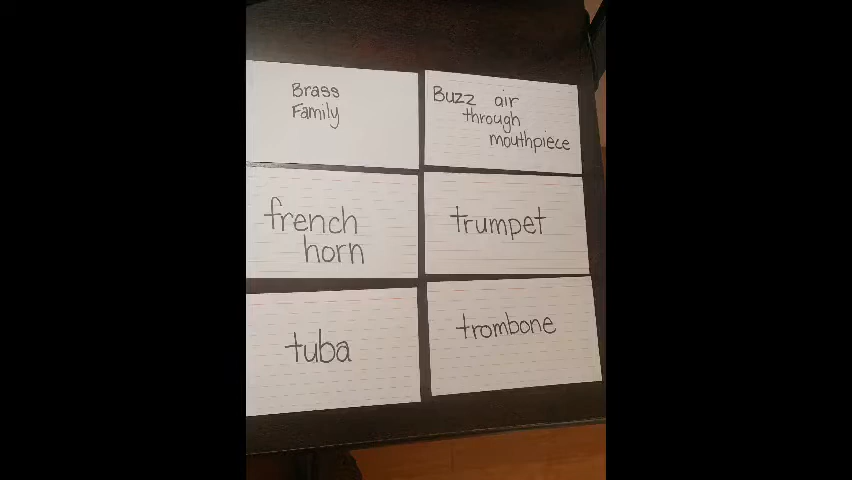 Brass
Family
Buzz air
through
mouthpiece
french
horn
trumpet
tuba
trombone